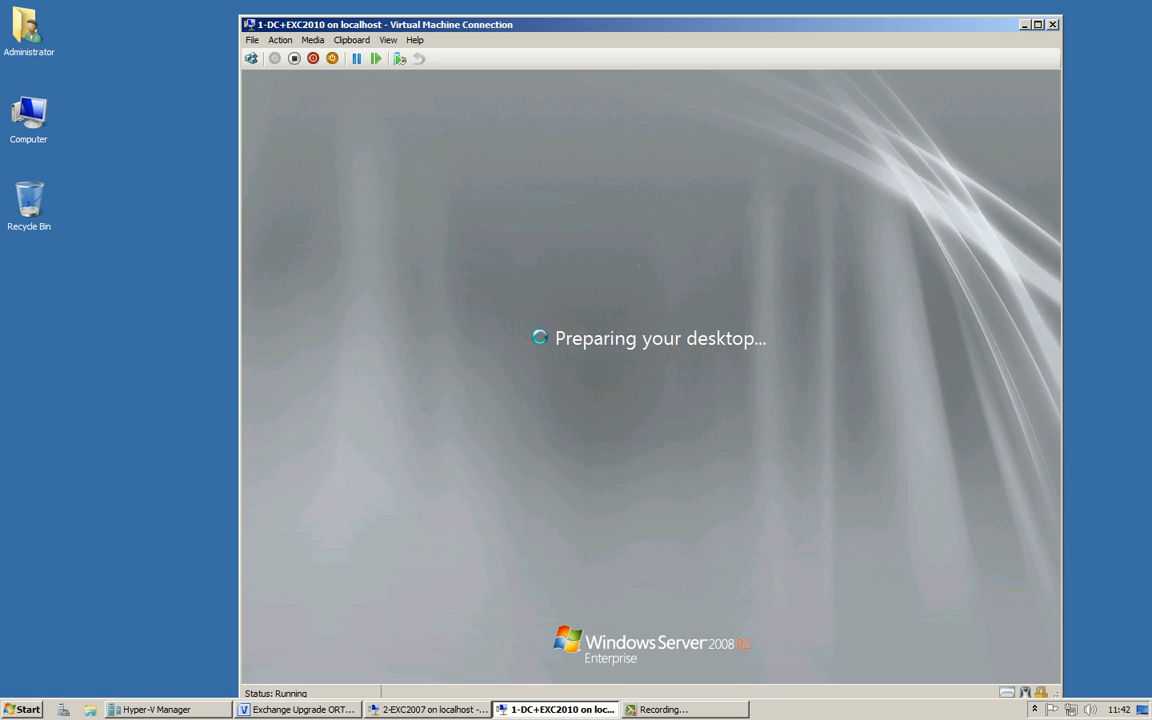 Administrator
Computer
Recycle Bin
1-DC+EXC2010 on localhost - Virtual Machine Connection
File Action Media Clipboard View Help
Preparing your desktop...
Windows Server 2008 R2
Enterprise
Status: Running
Start Hyper-V Manager Exchange Upgrade ORT... 2-EXC2007 on localhost -... 1-DC+EXC2010 on loc... Recording... 11:42